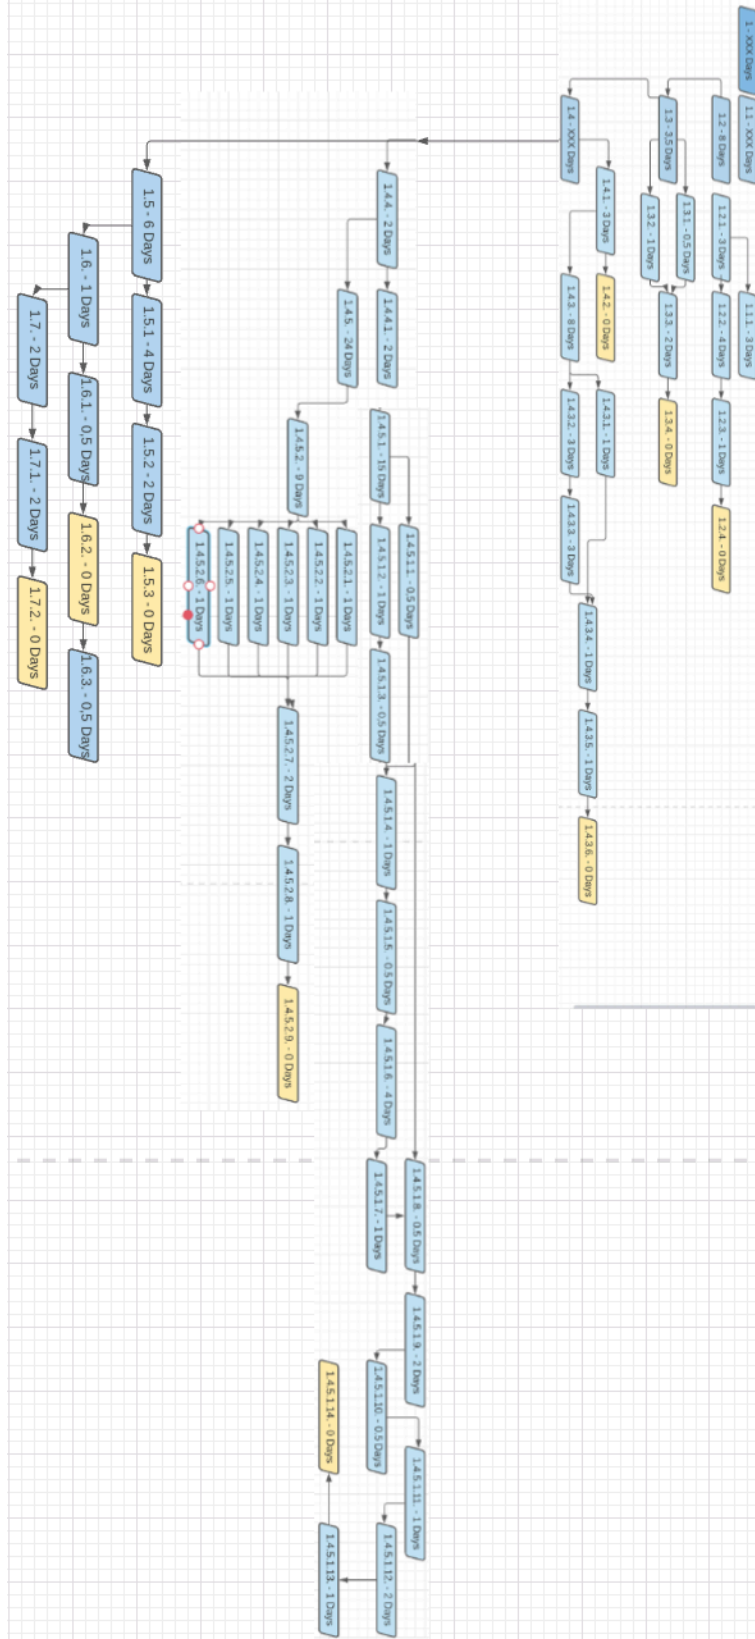 1 - XXX Days
1.1 - XXX Days
1.1.1. - 3 Days
1.2 - 8 Days
1.2.1. - 3 Days
1.2.2. - 4 Days
1.2.3. - 1 Days
1.2.4. - 0 Days
1.3 - 3,5 Days
1.3.1. - 0,5 Days
1.3.2. - 1 Days
1.3.3. - 2 Days
1.3.4. - 0 Days
1.4 - XXX Days
1.4.1. - 3 Days
1.4.2. - 0 Days
1.4.3. - 8 Days
1.4.3.1. - 1 Days
1.4.3.2. - 3 Days
1.4.3.3. - 3 Days
1.4.3.4. - 1 Days
1.4.3.5. - 1 Days
1.4.3.6. - 0 Days
1.4.4. - 2 Days
1.4.4.1. - 2 Days
1.4.5. - 24 Days
1.4.5.1. - 15 Days
1.4.5.1.1. - 0.5 Days
1.4.5.1.2. - 1 Days
1.4.5.1.3. - 0.5 Days
1.4.5.1.4. - 1 Days
1.4.5.1.5. - 0.5 Days
1.4.5.1.6. - 4 Days
1.4.5.1.7. - 1 Days
1.4.5.1.8. - 0.5 Days
1.4.5.1.9. - 2 Days
1.4.5.1.10. - 0.5 Days
1.4.5.1.11. - 1 Days
1.4.5.1.12. - 2 Days
1.4.5.1.13. - 1 Days
1.4.5.1.14. - 0 Days
1.4.5.2. - 9 Days
1.4.5.2.1. - 1 Days
1.4.5.2.2. - 1 Days
1.4.5.2.3. - 1 Days
1.4.5.2.4. - 1 Days
1.4.5.2.5. - 1 Days
1.4.5.2.6. - 1 Days
1.4.5.2.7. - 2 Days
1.4.5.2.8. - 1 Days
1.4.5.2.9. - 0 Days
1.5 - 6 Days
1.5.1 - 4 Days
1.5.2 - 2 Days
1.5.3 - 0 Days
1.6. - 1 Days
1.6.1. - 0,5 Days
1.6.2. - 0 Days
1.6.3. - 0,5 Days
1.7. - 2 Days
1.7.1. - 2 Days
1.7.2. - 0 Days